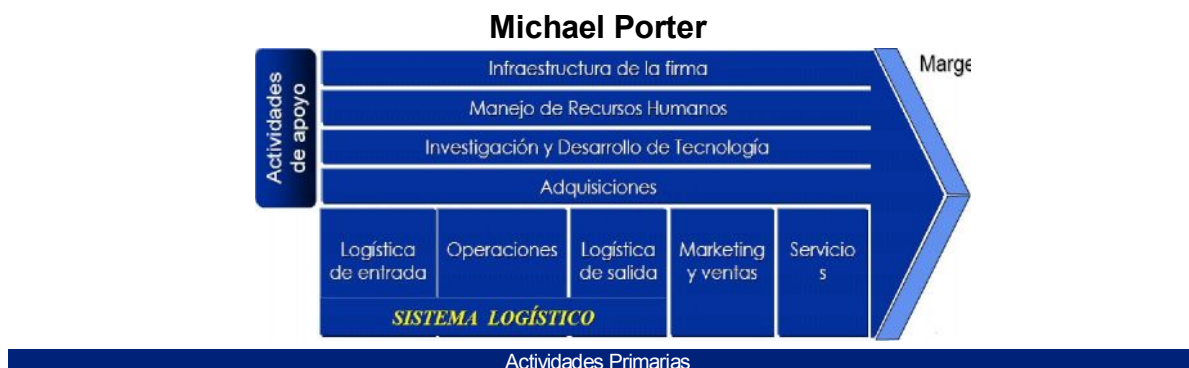 Michael Porter
Actividades
de apoyo
Infraestructura de la firma
Marge
Manejo de Recursos Humanos
Investigación y Desarrollo de Tecnología
Adquisiciones
Logística
de entrada
Operaciones
Logística
de salida
Marketing
y ventas
Servicio
s
SISTEMA LOGÍSTICO
Actividades Primarias